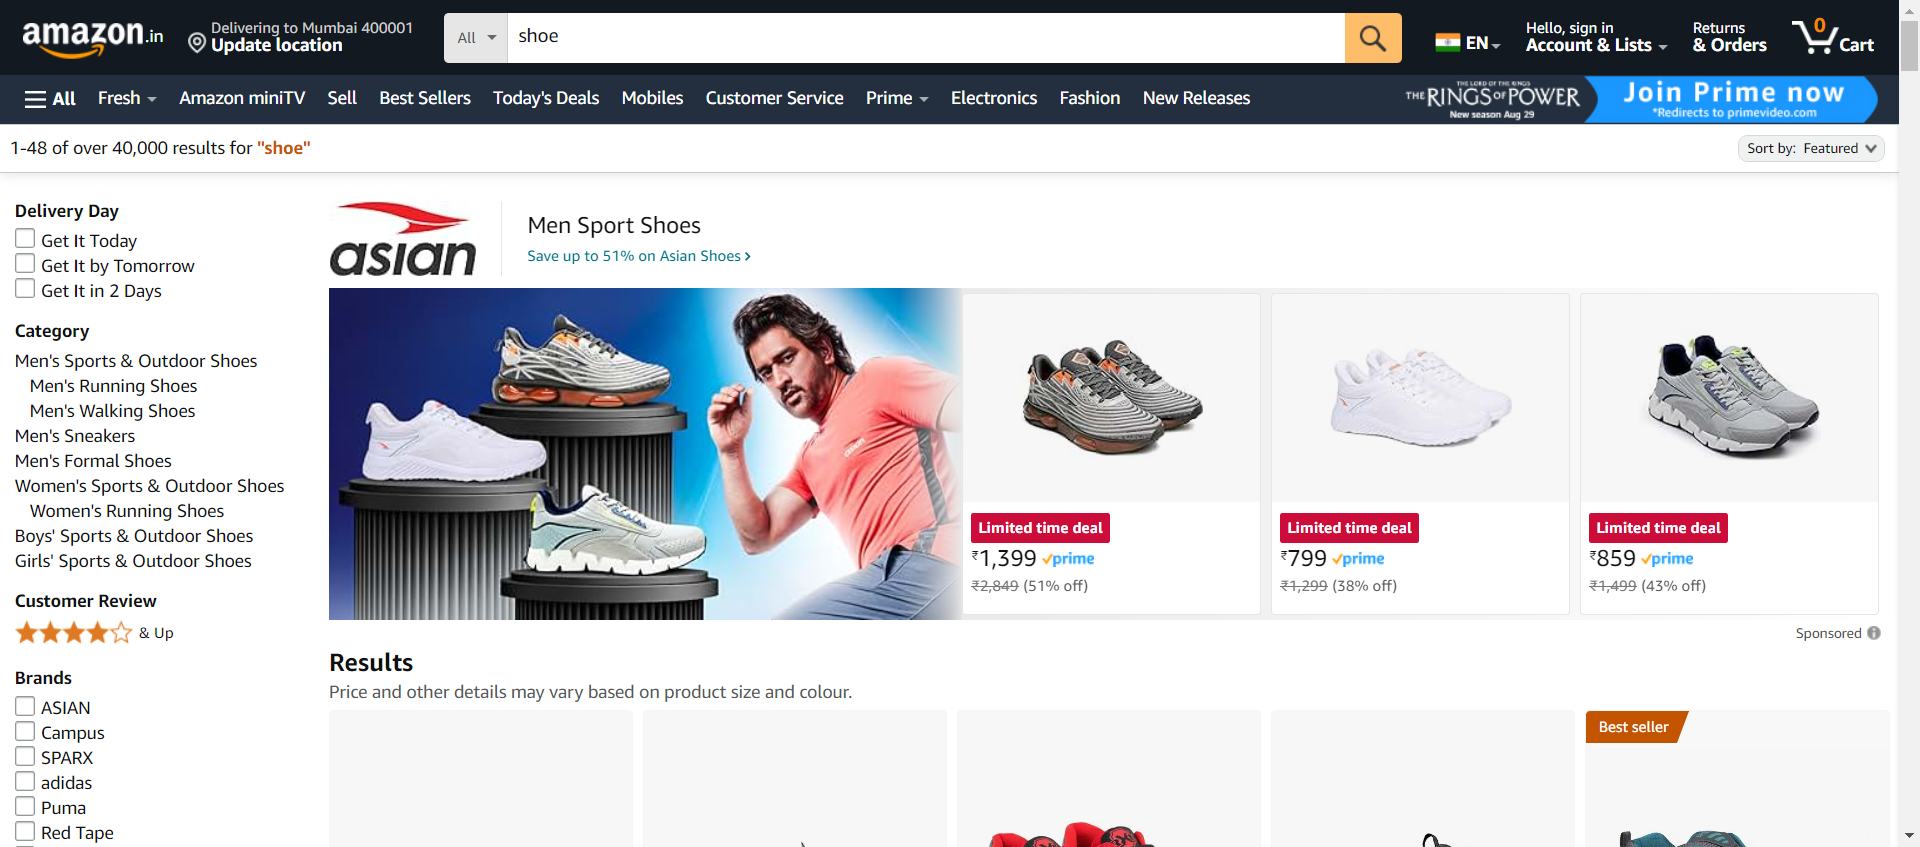 amazon.in
Delivering to Mumbai 400001
Update location
All
shoe
EN
Hello, sign in
Account & Lists
Returns
& Orders
0
Cart
All
Fresh
Amazon miniTV
Sell
Best Sellers
Today's Deals
Mobiles
Customer Service
Prime
Electronics
Fashion
New Releases
THE LORD OF THE RINGS
THE RINGS OF POWER
New season Aug 29
Join Prime now
*Redirects to primevideo.com
1-48 of over 40,000 results for "shoe"
Sort by: Featured
Delivery Day
Get It Today
Get It by Tomorrow
Get It in 2 Days
Category
Men's Sports & Outdoor Shoes
Men's Running Shoes
Men's Walking Shoes
Men's Sneakers
Men's Formal Shoes
Women's Sports & Outdoor Shoes
Women's Running Shoes
Boys' Sports & Outdoor Shoes
Girls' Sports & Outdoor Shoes
Customer Review
& Up
Brands
ASIAN
Campus
SPARX
adidas
Puma
Red Tape
asian
Men Sport Shoes
Save up to 51% on Asian Shoes
asian
Limited time deal
₹1,399 prime
₹2,849 (51% off)
Limited time deal
₹799 prime
₹1,299 (38% off)
Limited time deal
₹859 prime
₹1,499 (43% off)
Sponsored
Results
Price and other details may vary based on product size and colour.
Best seller